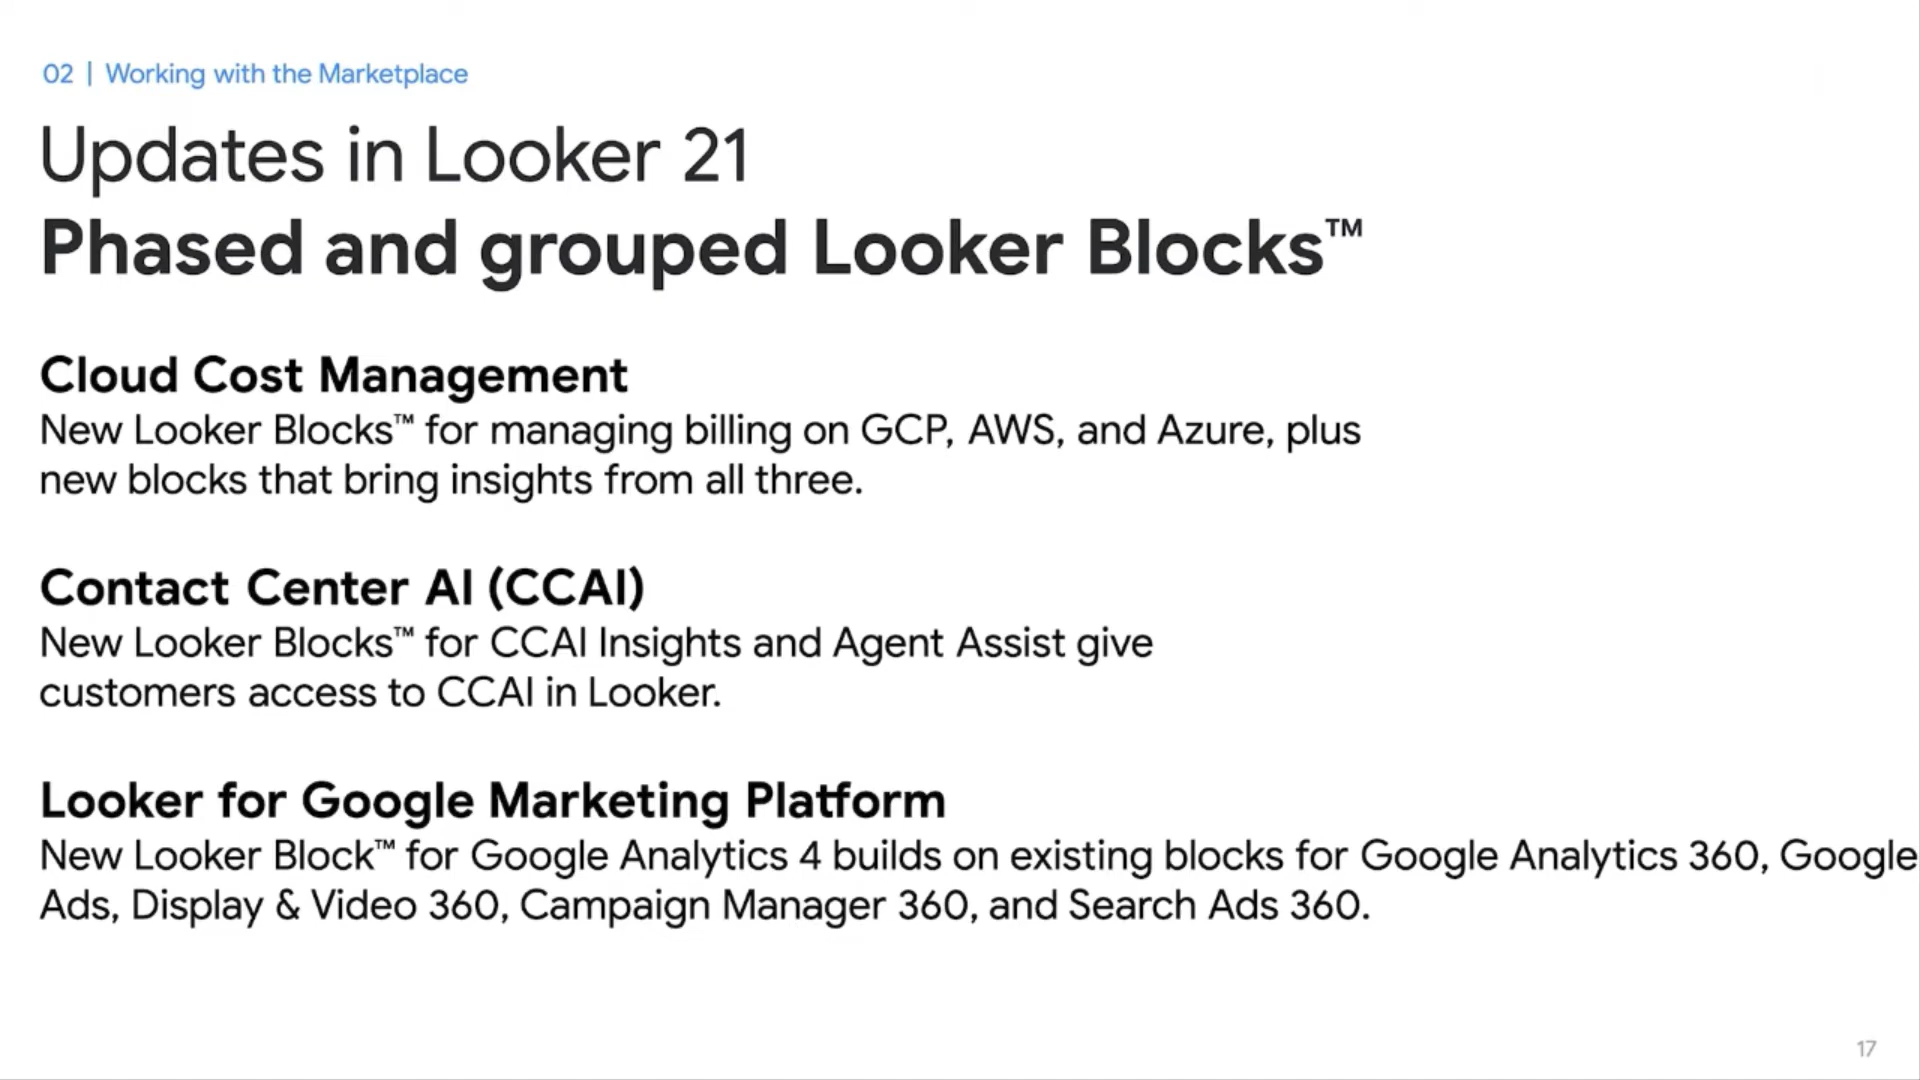 02 | Working with the Marketplace
Updates in Looker 21
Phased and grouped Looker Blocks™
Cloud Cost Management
New Looker Blocks™ for managing billing on GCP, AWS, and Azure, plus
new blocks that bring insights from all three.
Contact Center AI (CCAI)
New Looker Blocks™ for CCAI Insights and Agent Assist give
customers access to CCAI in Looker.
Looker for Google Marketing Platform
New Looker Block™ for Google Analytics 4 builds on existing blocks for Google Analytics 360, Google
Ads, Display & Video 360, Campaign Manager 360, and Search Ads 360.
17